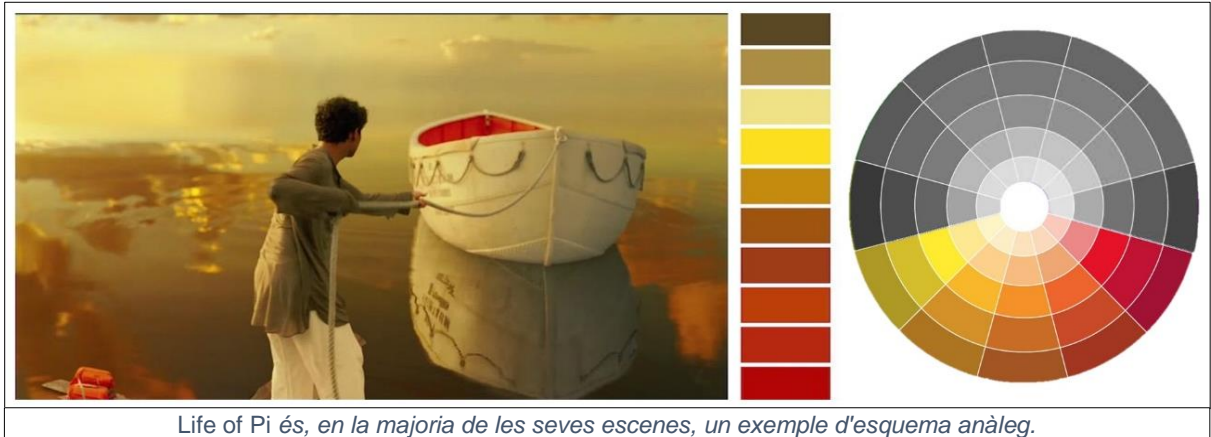 Life of Pi és, en la majoria de les seves escenes, un exemple d'esquema anàleg.